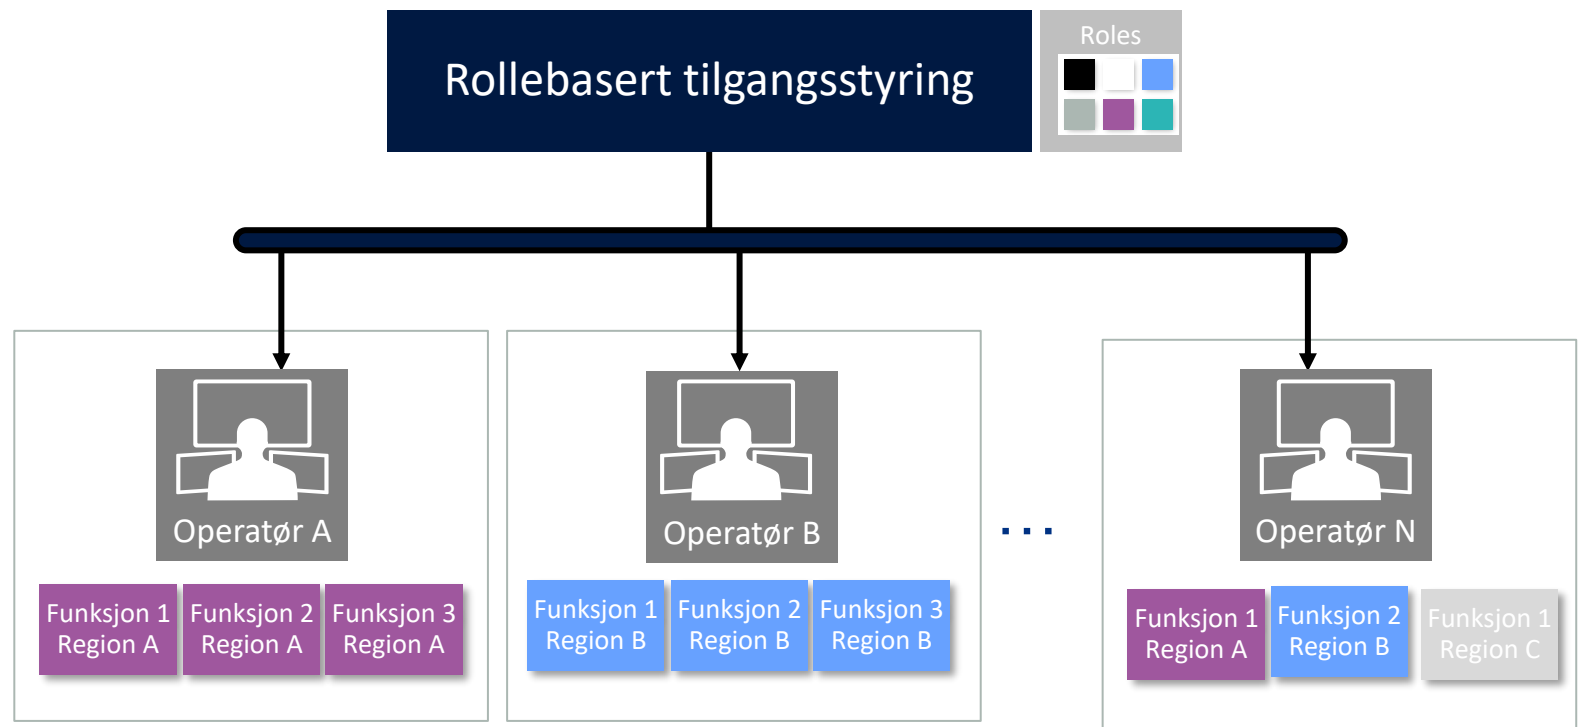 Rollebasert tilgangsstyring
Roles
Operatør A
Funksjon 1
Region A
Funksjon 2
Region A
Funksjon 3
Region A
Operatør B
Funksjon 1
Region B
Funksjon 2
Region B
Funksjon 3
Region B
...
Operatør N
Funksjon 1
Region A
Funksjon 2
Region B
Funksjon 1
Region C